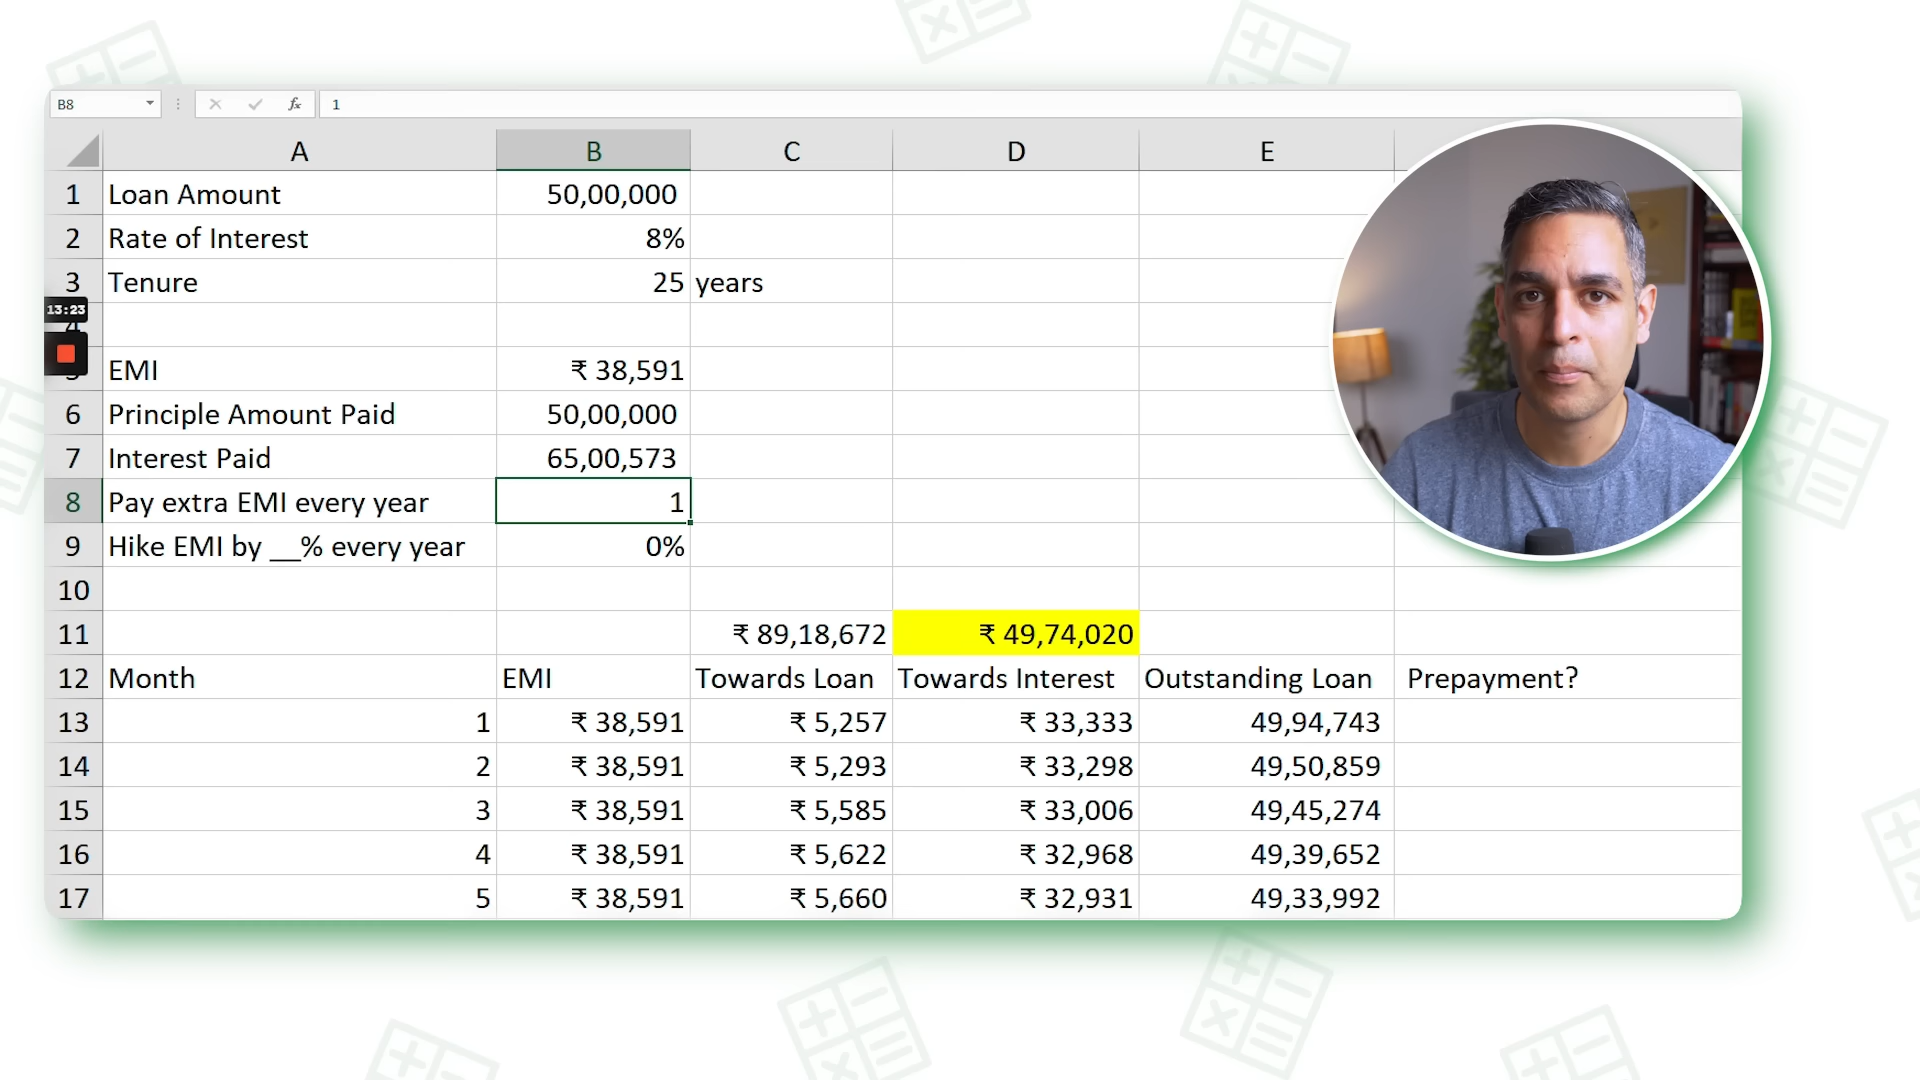 B8 fx 1
A B C D E
1 Loan Amount 50,00,000
2 Rate of Interest 8%
3 Tenure 25 years
13:23
4
5 EMI ₹ 38,591
6 Principle Amount Paid 50,00,000
7 Interest Paid 65,00,573
8 Pay extra EMI every year 1
9 Hike EMI by __% every year 0%
10
11 ₹ 89,18,672 ₹ 49,74,020
12 Month EMI Towards Loan Towards Interest Outstanding Loan Prepayment?
13 1 ₹ 38,591 ₹ 5,257 ₹ 33,333 49,94,743
14 2 ₹ 38,591 ₹ 5,293 ₹ 33,298 49,50,859
15 3 ₹ 38,591 ₹ 5,585 ₹ 33,006 49,45,274
16 4 ₹ 38,591 ₹ 5,622 ₹ 32,968 49,39,652
17 5 ₹ 38,591 ₹ 5,660 ₹ 32,931 49,33,992